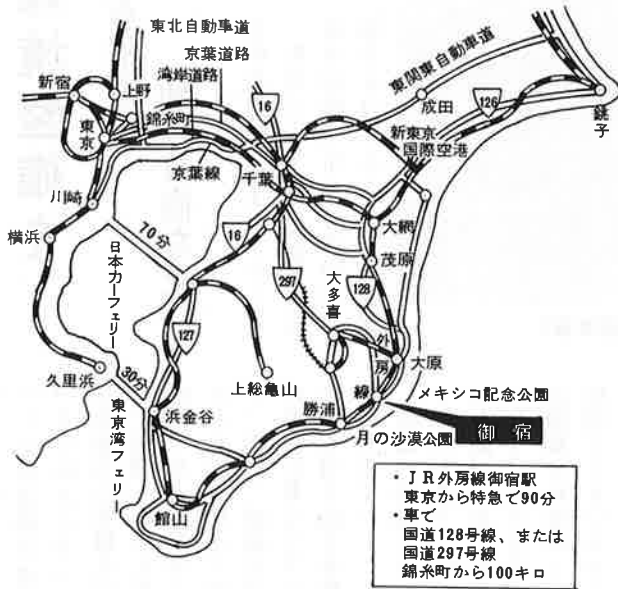 東北自動車道
京葉道路
湾岸道路
東関東自動車道
新宿
上野
16
成田
126
銚子
東京
錦糸町
新東京
国際空港
京葉線
千葉
川崎
横浜
70分
日本カーフェリー
16
大網
茂原
297
大多喜
128
127
外房線
大原
久里浜
30分
上総亀山
メキシコ記念公園
東京湾フェリー
浜金谷
勝浦
月の沙漠公園
御宿
館山
・ＪＲ外房線御宿駅
東京から特急で90分
・車で
国道128号線、または
国道297号線
錦糸町から100キロ